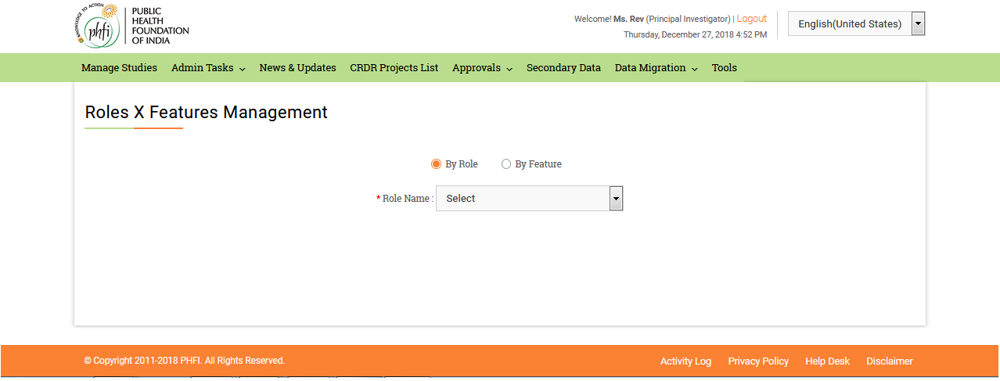 KNOWLEDGE TO ACTION
phfi
PUBLIC
HEALTH
FOUNDATION
OF INDIA
Welcome! Ms. Rev (Principal Investigator) | Logout
Thursday, December 27, 2018 4:52 PM
English(United States)
Manage Studies Admin Tasks News & Updates CRDR Projects List Approvals Secondary Data Data Migration Tools
Roles X Features Management
By Role By Feature
* Role Name : Select
© Copyright 2011-2018 PHFI. All Rights Reserved.
Activity Log Privacy Policy Help Desk Disclaimer